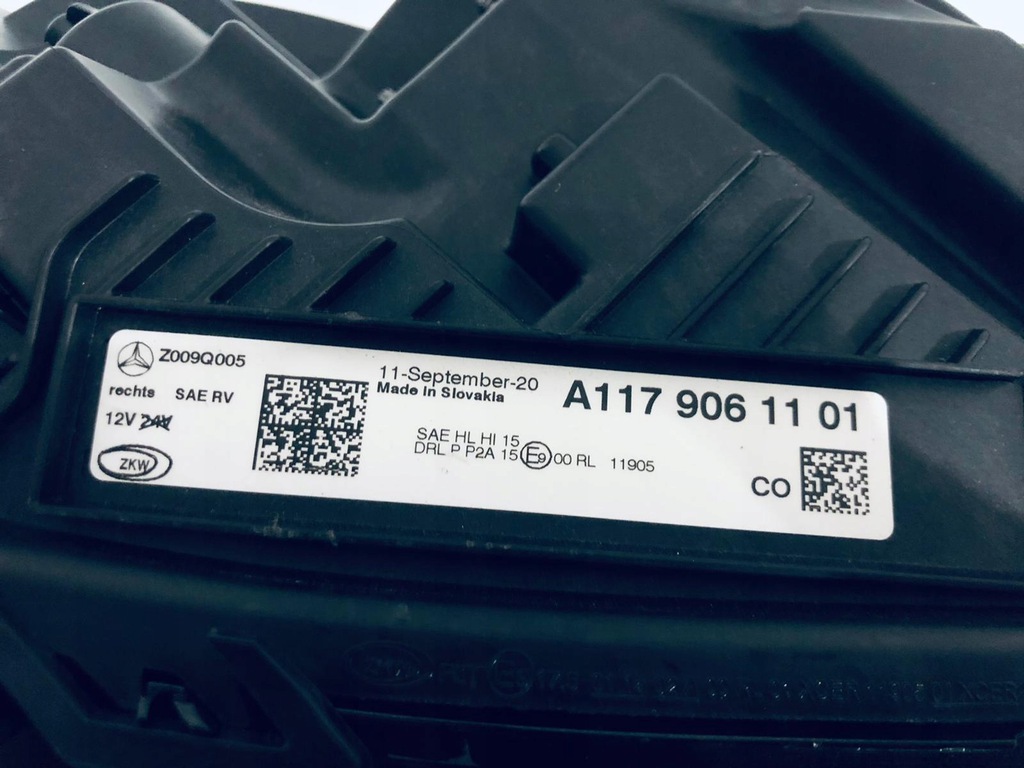 Z009Q005
rechte SAE RV
12V 24V
ZKW
11-September-20
Made in Slovakia
A117 906 11 01
SAE HL HI 15
DRL P P2A 15 E9 00 RL 11905
CO